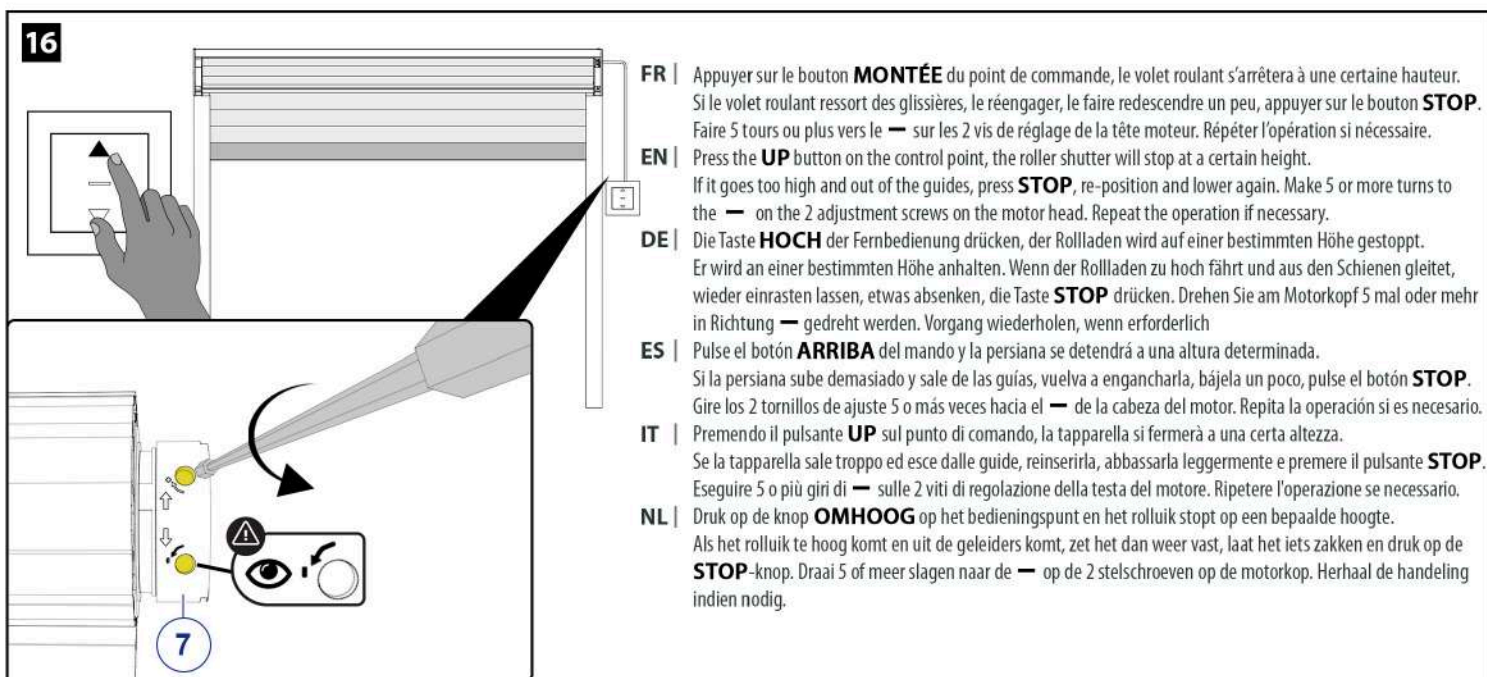 16
FR | Appuyer sur le bouton MONTÉE du point de commande, le volet roulant s'arrêtera à une certaine hauteur.
Si le volet roulant ressort des glissières, le réengager, le faire redescendre un peu, appuyer sur le bouton STOP.
Faire 5 tours ou plus vers le — sur les 2 vis de réglage de la tête moteur. Répéter l'opération si nécessaire.
EN | Press the UP button on the control point, the roller shutter will stop at a certain height.
If it goes too high and out of the guides, press STOP, re-position and lower again. Make 5 or more turns to
the — on the 2 adjustment screws on the motor head. Repeat the operation if necessary.
DE | Die Taste HOCH der Fernbedienung drücken, der Rollladen wird auf einer bestimmten Höhe gestoppt.
Er wird an einer bestimmten Höhe anhalten. Wenn der Rollladen zu hoch fährt und aus den Schienen gleitet,
wieder einrasten lassen, etwas absenken, die Taste STOP drücken. Drehen Sie am Motorkopf 5 mal oder mehr
in Richtung — gedreht werden. Vorgang wiederholen, wenn erforderlich
ES | Pulse el botón ARRIBA del mando y la persiana se detendrá a una altura determinada.
Si la persiana sube demasiado y sale de las guías, vuelva a engancharla, bájela un poco, pulse el botón STOP.
Gire los 2 tornillos de ajuste 5 o más veces hacia el — de la cabeza del motor. Repita la operación si es necesario.
IT | Premendo il pulsante UP sul punto di comando, la tapparella si fermerà a una certa altezza.
Se la tapparella sale troppo ed esce dalle guide, reinserirla, abbassarla leggermente e premere il pulsante STOP.
Eseguire 5 o più giri di — sulle 2 viti di regolazione della testa del motore. Ripetere l'operazione se necessario.
NL | Druk op de knop OMHOOG op het bedieningspunt en het rolluik stopt op een bepaalde hoogte.
Als het rolluik te hoog komt en uit de geleiders komt, zet het dan weer vast, laat het iets zakken en druk op de
STOP-knop. Draai 5 of meer slagen naar de — op de 2 stelschroeven op de motorkop. Herhaal de handeling
indien nodig.
7